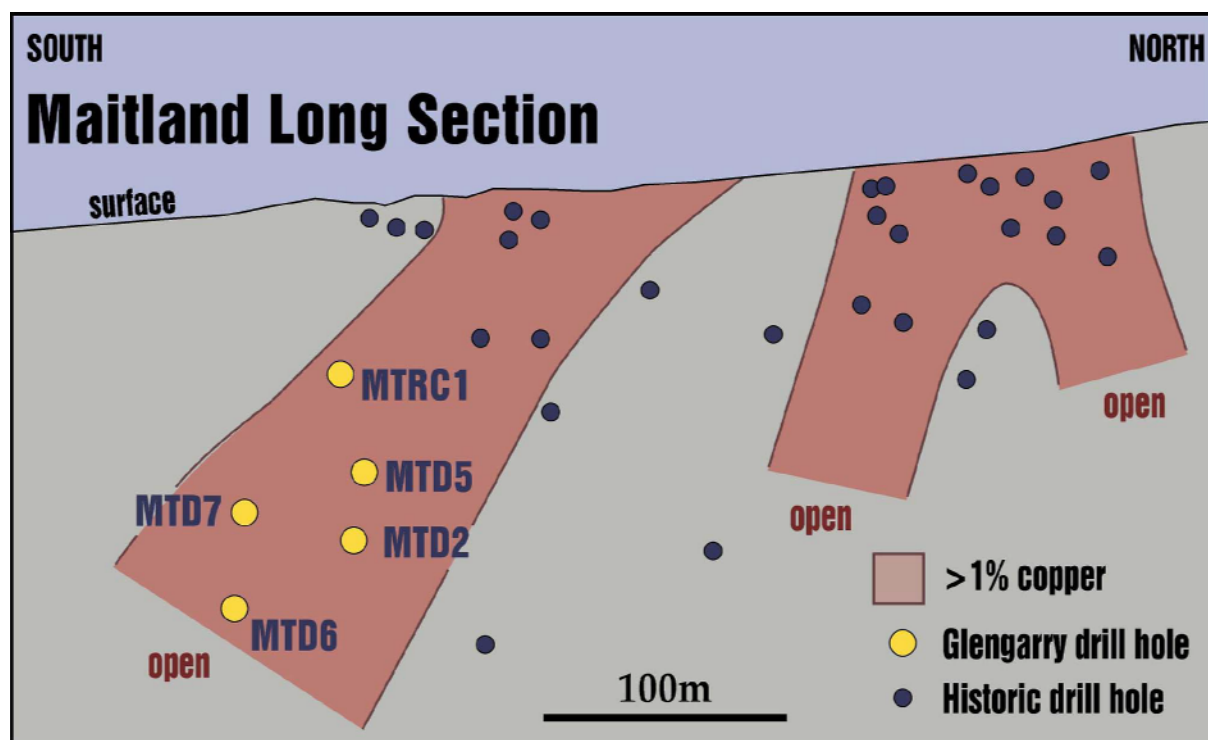 SOUTH
NORTH
Maitland Long Section
surface
MTRC1
MTD5
MTD7
MTD2
MTD6
open
open
open
>1% copper
Glengarry drill hole
Historic drill hole
100m